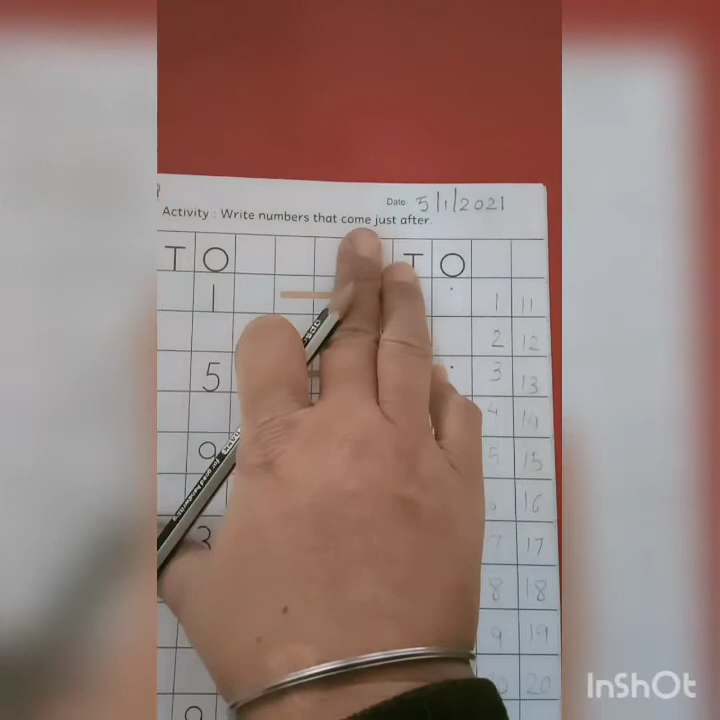 Date 5/1/2021
Activity : Write numbers that come just after.
T O T O
1 1 11
2 12
5 3 13
4 14
9 5 15
16
3 7 17
8 18
9 19
20
InShOt